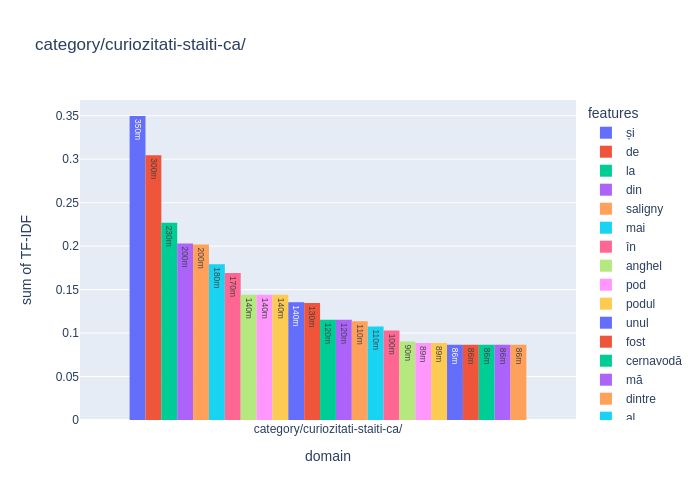 category/curiozitati-staiti-ca/
features
și
de
la
din
saligny
mai
în
anghel
pod
podul
unul
fost
cernavodă
mă
dintre
al
sum of TF-IDF
0.35
0.3
0.25
0.2
0.15
0.1
0.05
0
350m
300m
230m
200m
200m
180m
170m
140m
140m
140m
140m
130m
120m
120m
110m
110m
100m
90m
89m
89m
86m
86m
86m
86m
86m
category/curiozitati-staiti-ca/
domain